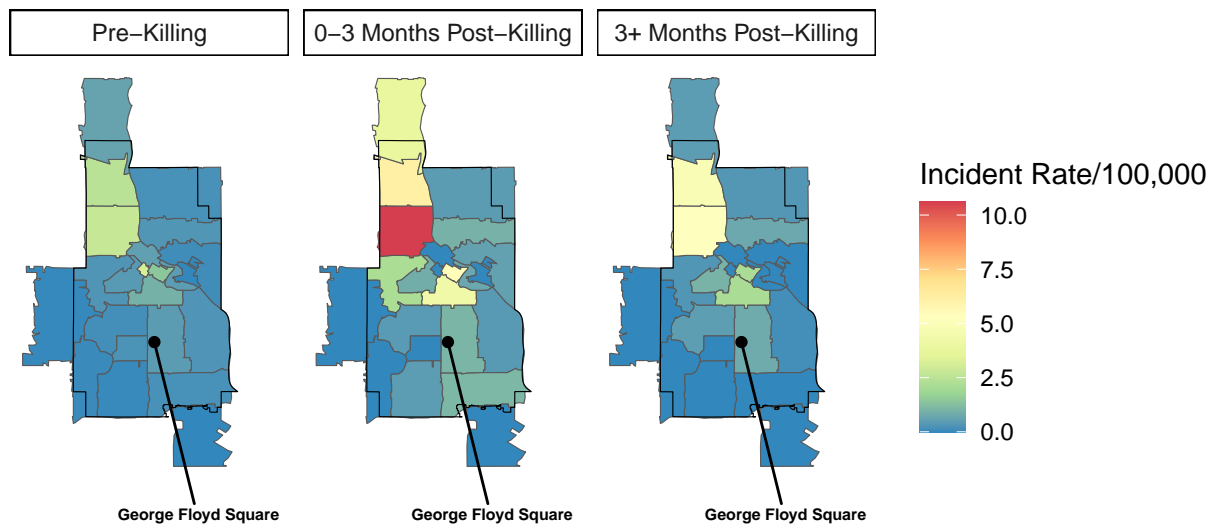 Pre−Killing
0−3 Months Post−Killing
3+ Months Post−Killing
Incident Rate/100,000
10.0
7.5
5.0
2.5
0.0
George Floyd Square
George Floyd Square
George Floyd Square